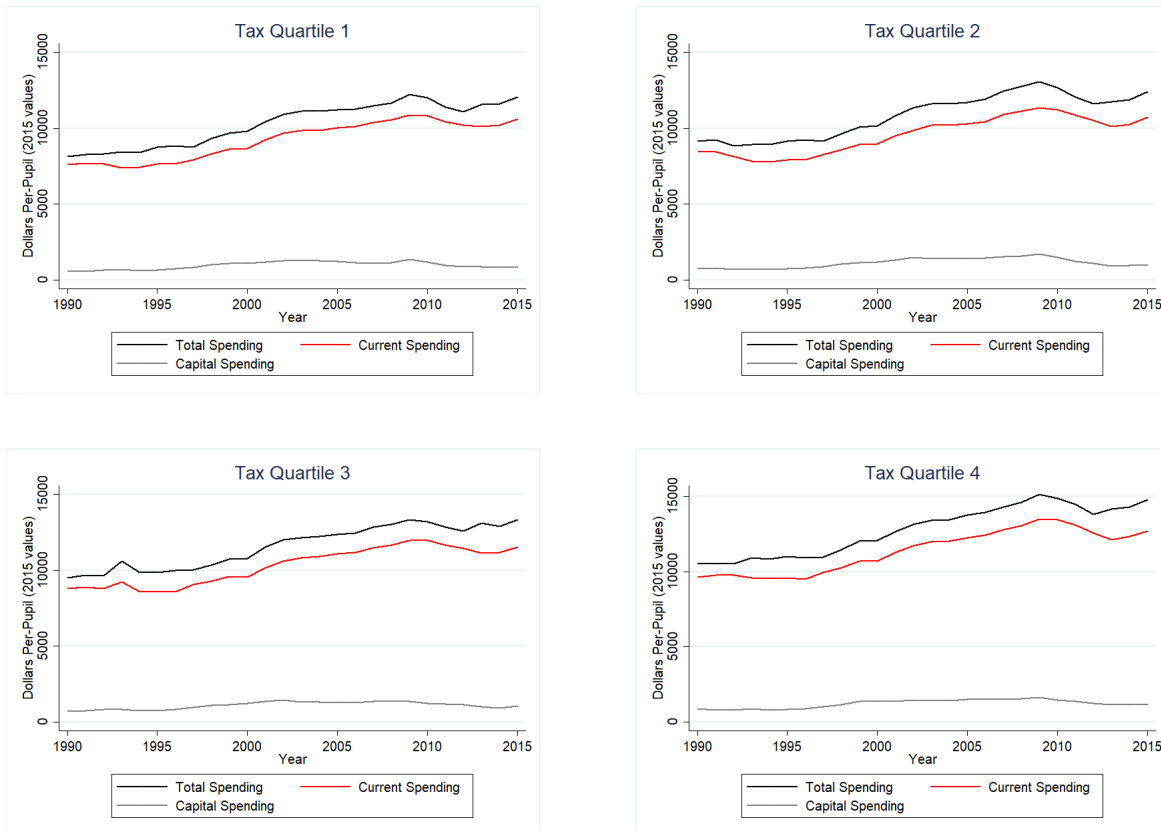 Tax Quartile 1
Dollars Per-Pupil (2015 values)
15000
10000
5000
0
1990 1995 2000 2005 2010 2015
Year
Total Spending Current Spending
Capital Spending
Tax Quartile 2
Dollars Per-Pupil (2015 values)
15000
10000
5000
0
1990 1995 2000 2005 2010 2015
Year
Total Spending Current Spending
Capital Spending
Tax Quartile 3
Dollars Per-Pupil (2015 values)
15000
10000
5000
0
1990 1995 2000 2005 2010 2015
Year
Total Spending Current Spending
Capital Spending
Tax Quartile 4
Dollars Per-Pupil (2015 values)
15000
10000
5000
0
1990 1995 2000 2005 2010 2015
Year
Total Spending Current Spending
Capital Spending